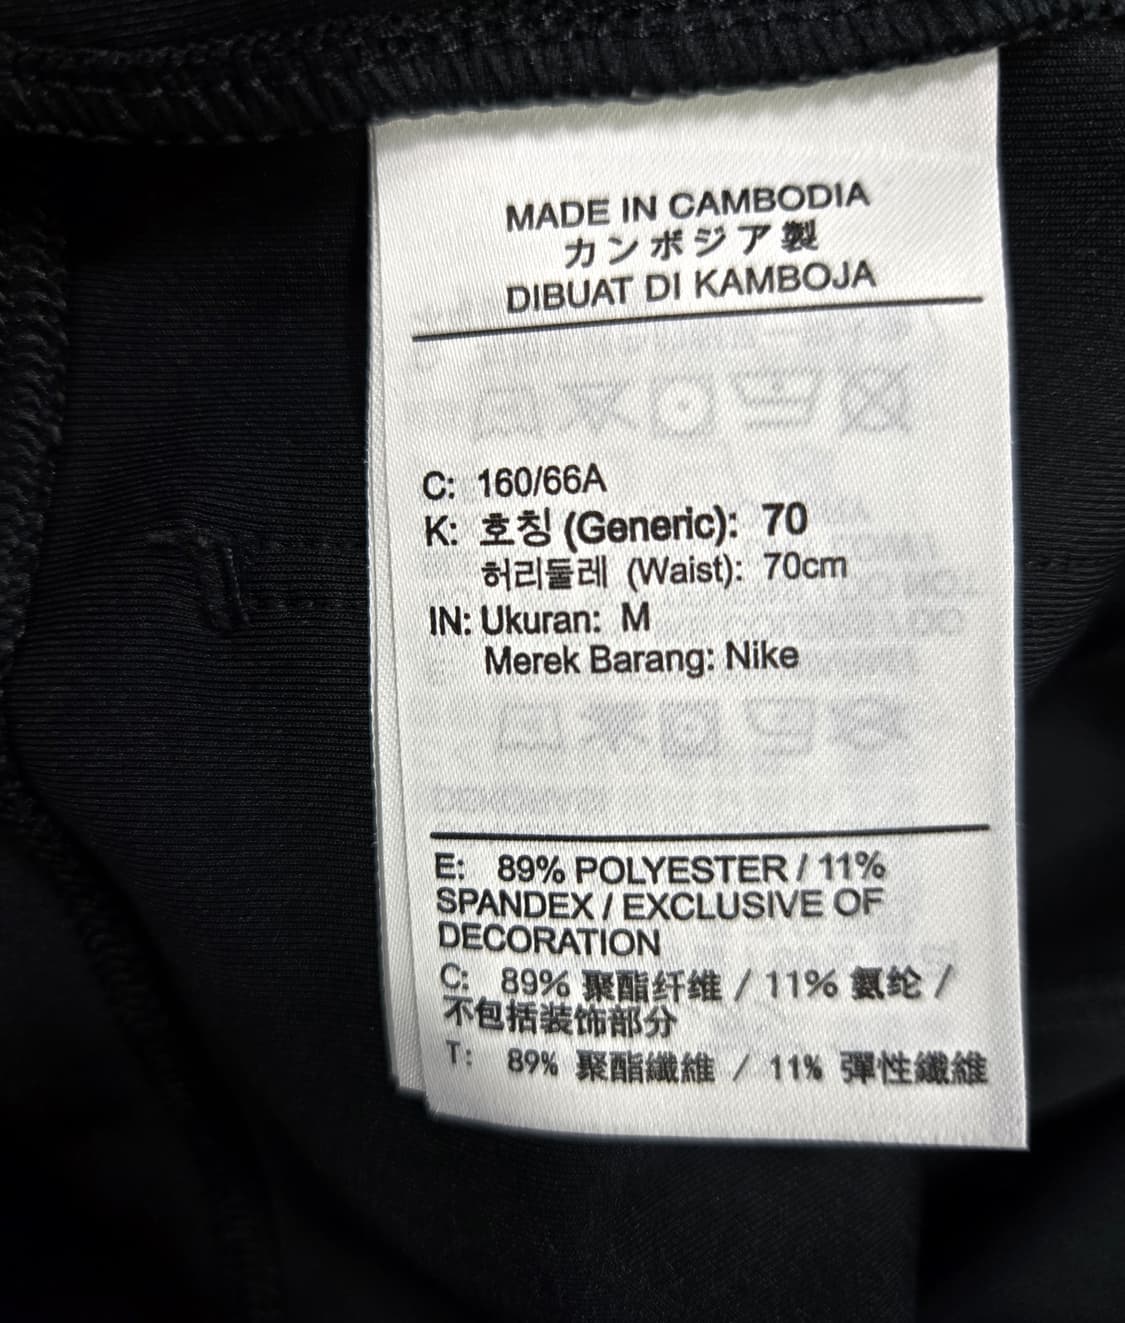 MADE IN CAMBODIA
カンボジア製
DIBUAT DI KAMBOJA
C: 160/66A
K: 호칭 (Generic): 70
허리둘레 (Waist): 70cm
IN: Ukuran: M
Merek Barang: Nike
E: 89% POLYESTER / 11%
SPANDEX / EXCLUSIVE OF
DECORATION
C: 89% 聚酯纤维 / 11% 氨纶 /
不包括装饰部分
T: 89% 聚酯纖維 / 11% 彈性纖維